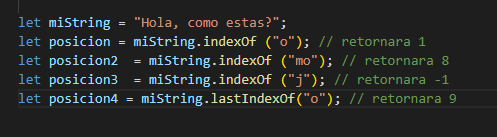 let miString = "Hola, como estas?";
let posicion = miString.indexOf ("o"); // retornara 1
let posicion2  = miString.indexOf ("mo"); // retornara 8
let posicion3  = miString.indexOf ("j"); // retornara -1
let posicion4 = miString.lastIndexOf("o"); // retornara 9